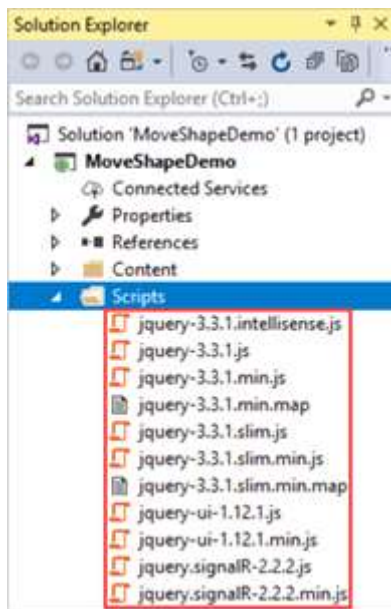 Solution Explorer
Search Solution Explorer (Ctrl+;)
Solution 'MoveShapeDemo' (1 project)
MoveShapeDemo
Connected Services
Properties
References
Content
Scripts
jquery-3.3.1.intellisense.js
jquery-3.3.1.js
jquery-3.3.1.min.js
jquery-3.3.1.min.map
jquery-3.3.1.slim.js
jquery-3.3.1.slim.min.js
jquery-3.3.1.slim.min.map
jquery-ui-1.12.1.js
jquery-ui-1.12.1.min.js
jquery.signalR-2.2.2.js
jquery.signalR-2.2.2.min.js